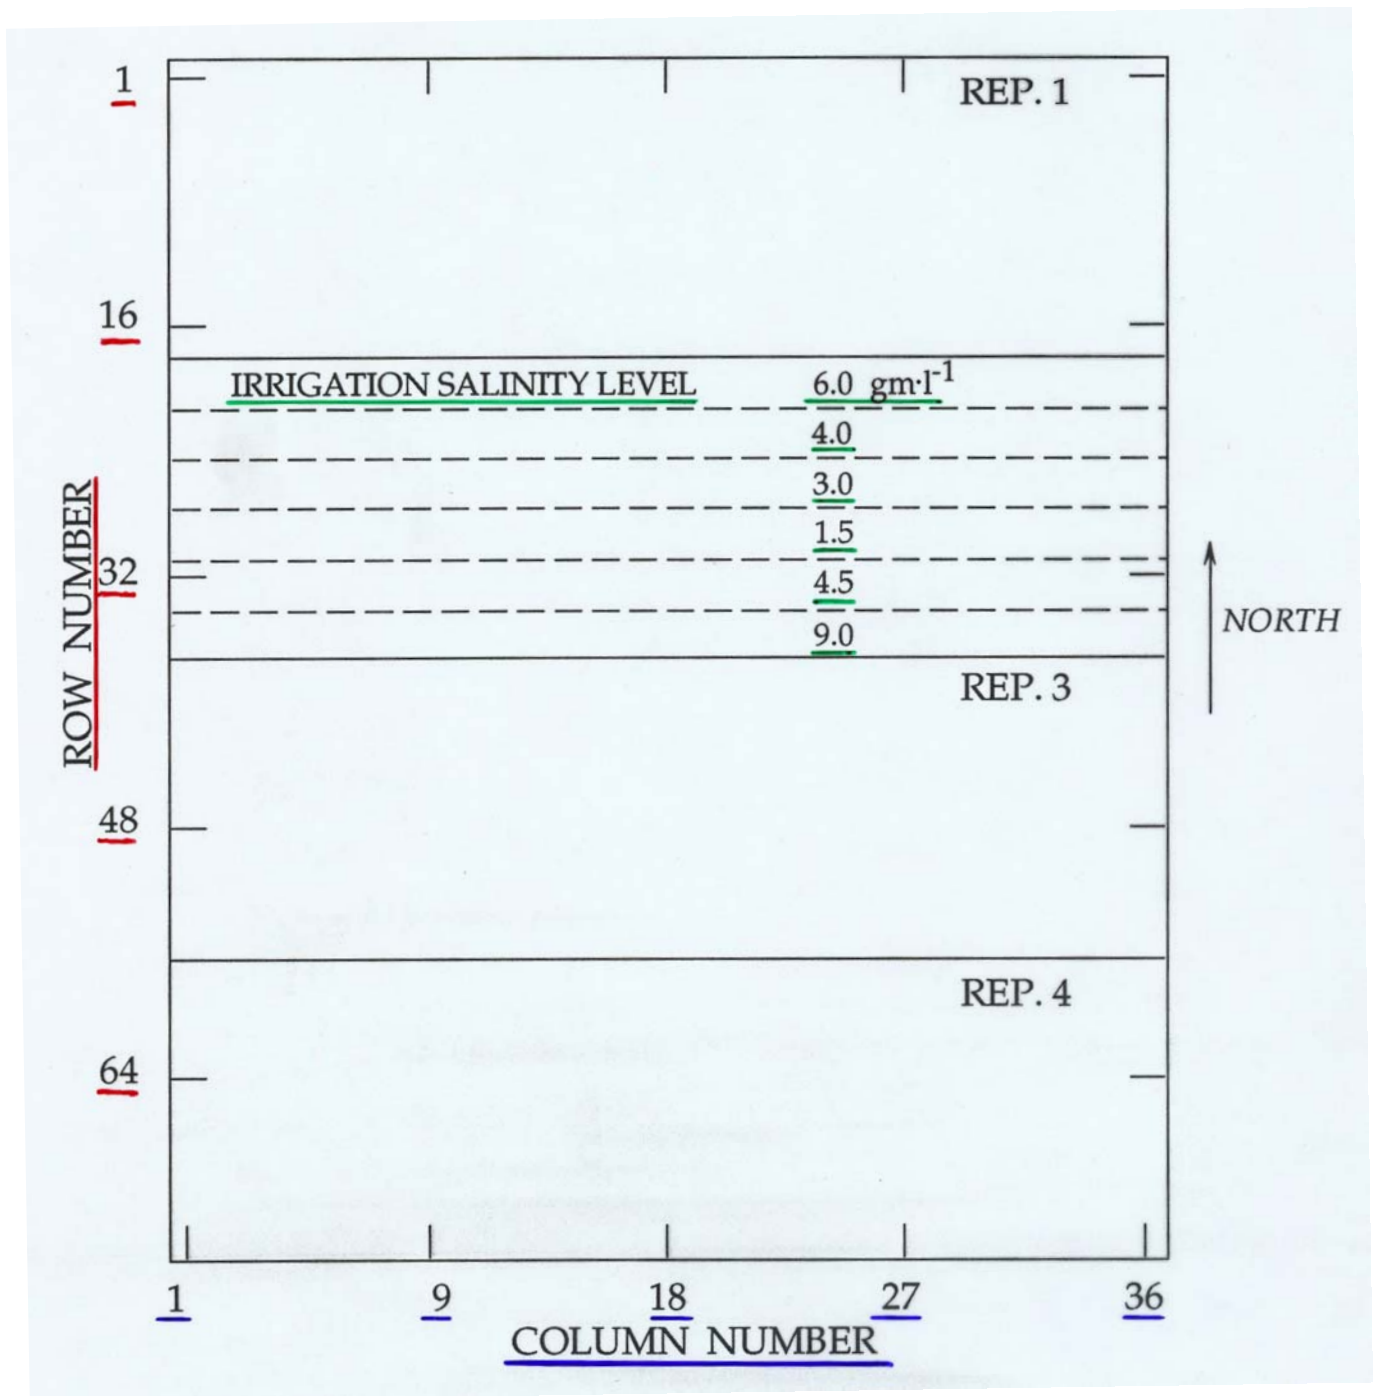 1
REP. 1
16
IRRIGATION SALINITY LEVEL 6.0 gm·l⁻¹
4.0
3.0
1.5
32
4.5
9.0
ROW NUMBER
NORTH
REP. 3
48
REP. 4
64
1 9 18 27 36
COLUMN NUMBER